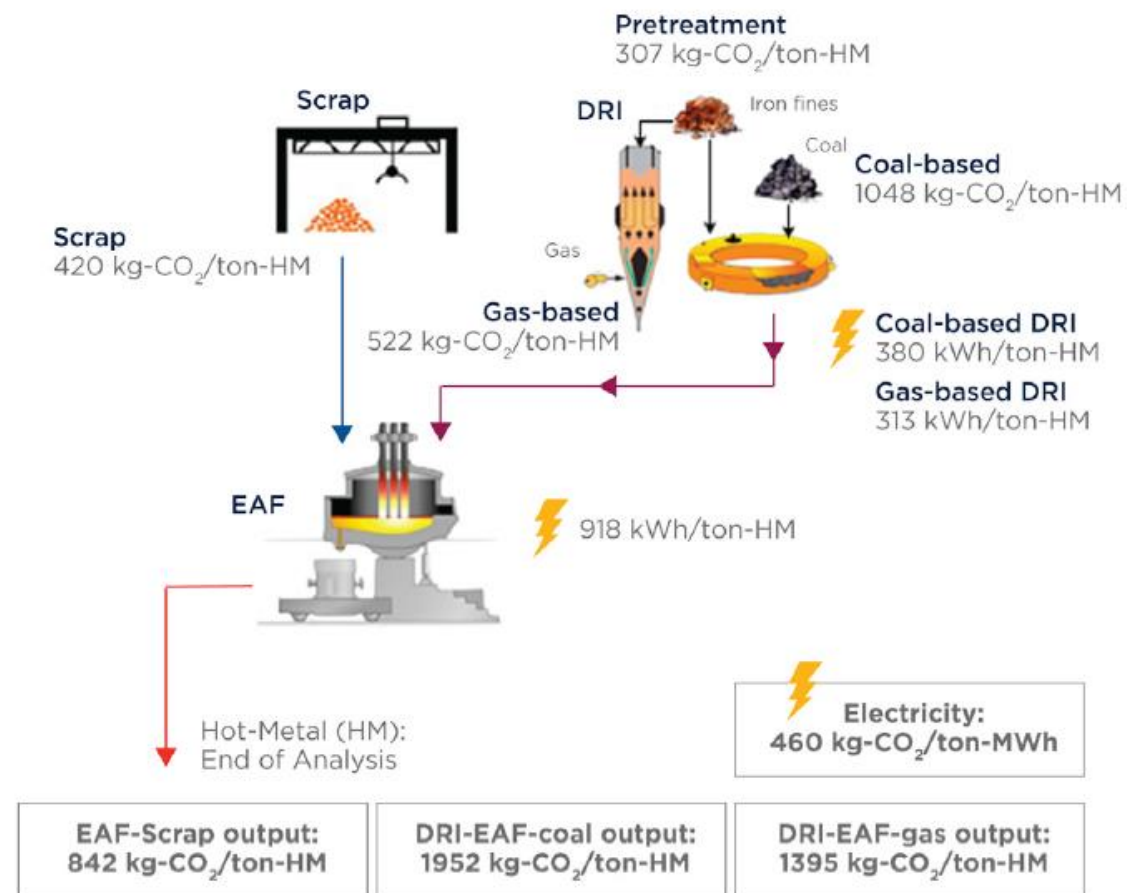 Pretreatment
307 kg-CO₂/ton-HM
Scrap
DRI
Iron fines
Coal
Coal-based
1048 kg-CO₂/ton-HM
Scrap
420 kg-CO₂/ton-HM
Gas
Gas-based
522 kg-CO₂/ton-HM
Coal-based DRI
380 kWh/ton-HM
Gas-based DRI
313 kWh/ton-HM
EAF
918 kWh/ton-HM
Hot-Metal (HM):
End of Analysis
Electricity:
460 kg-CO₂/ton-MWh
EAF-Scrap output:
842 kg-CO₂/ton-HM
DRI-EAF-coal output:
1952 kg-CO₂/ton-HM
DRI-EAF-gas output:
1395 kg-CO₂/ton-HM